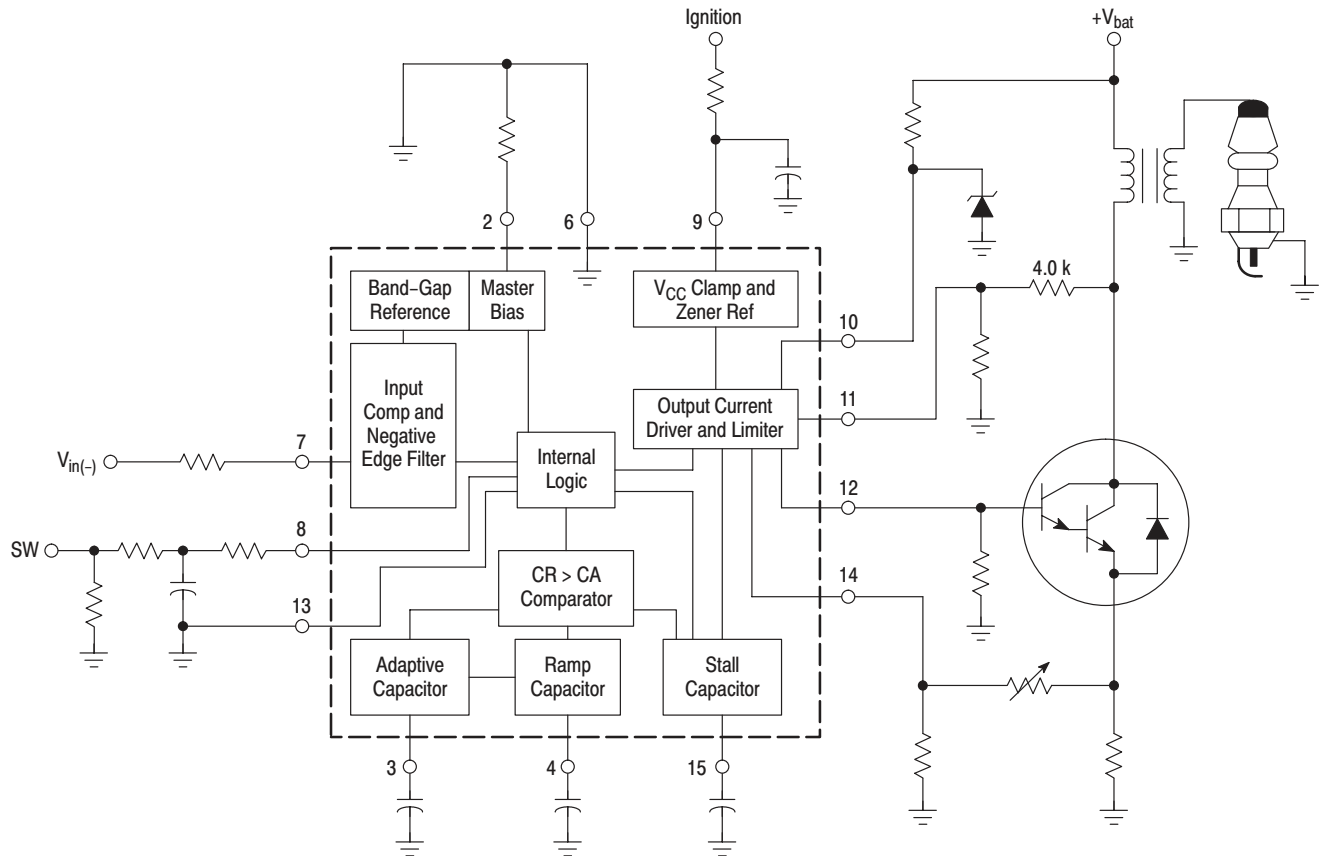 Ignition
+Vbat
2
6
9
4.0 k
Band–Gap
Reference
Master
Bias
VCC Clamp and
Zener Ref
10
Input
Comp and
Negative
Edge Filter
Output Current
Driver and Limiter
11
7
Vin(–)
Internal
Logic
12
8
SW
CR > CA
Comparator
14
13
Adaptive
Capacitor
Ramp
Capacitor
Stall
Capacitor
3
4
15